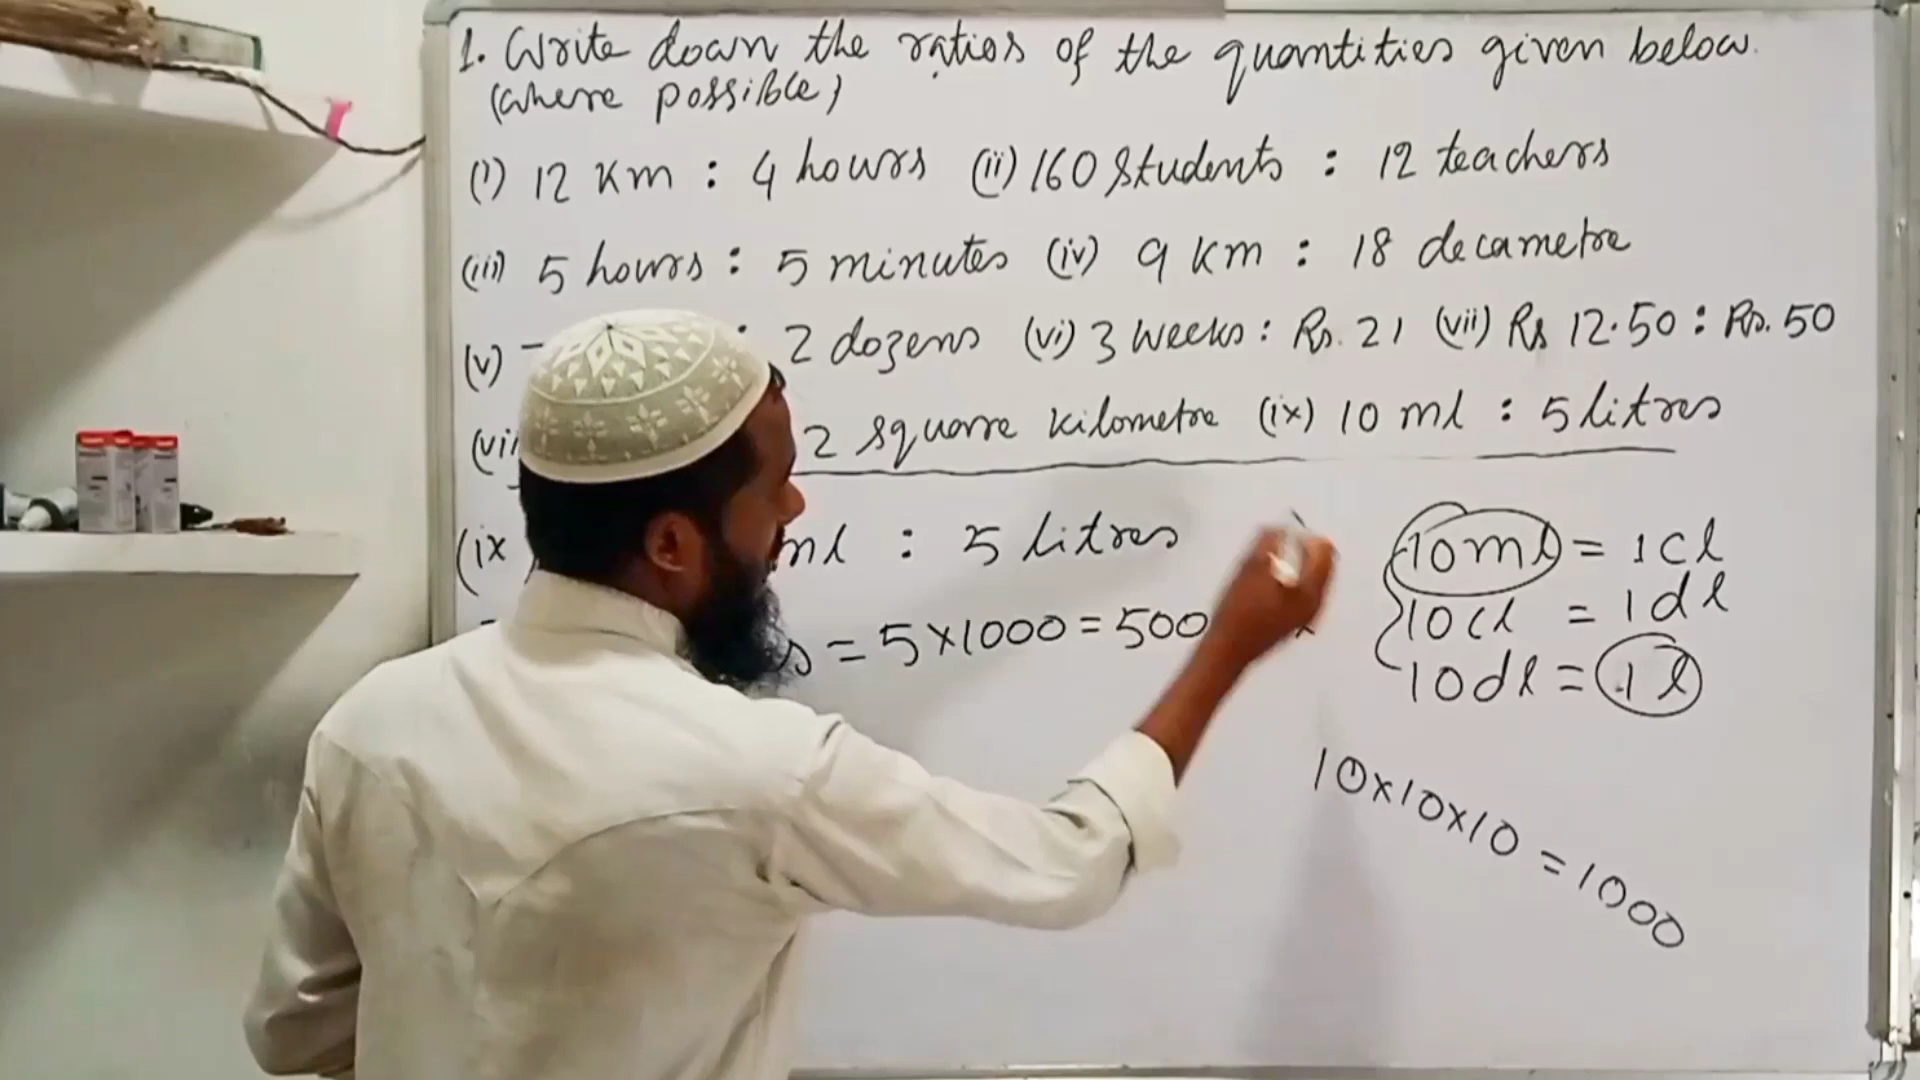 1. Write down the ratios of the quantities given below.
(where possible)
(i) 12 Km : 4 hours (ii) 160 students : 12 teachers
(iii) 5 hours : 5 minutes (iv) 9 Km : 18 decametre
(v) : 2 dozens (vi) 3 weeks : Rs. 21 (vii) Rs 12.50 : Rs. 50
2 square kilometre (ix) 10 ml : 5 litres
(ix ml : 5 litres
= 5×1000 = 500
10 ml = 1 cl
10 cl = 1 dl
10 dl = 1 l
10×10×10 = 1000